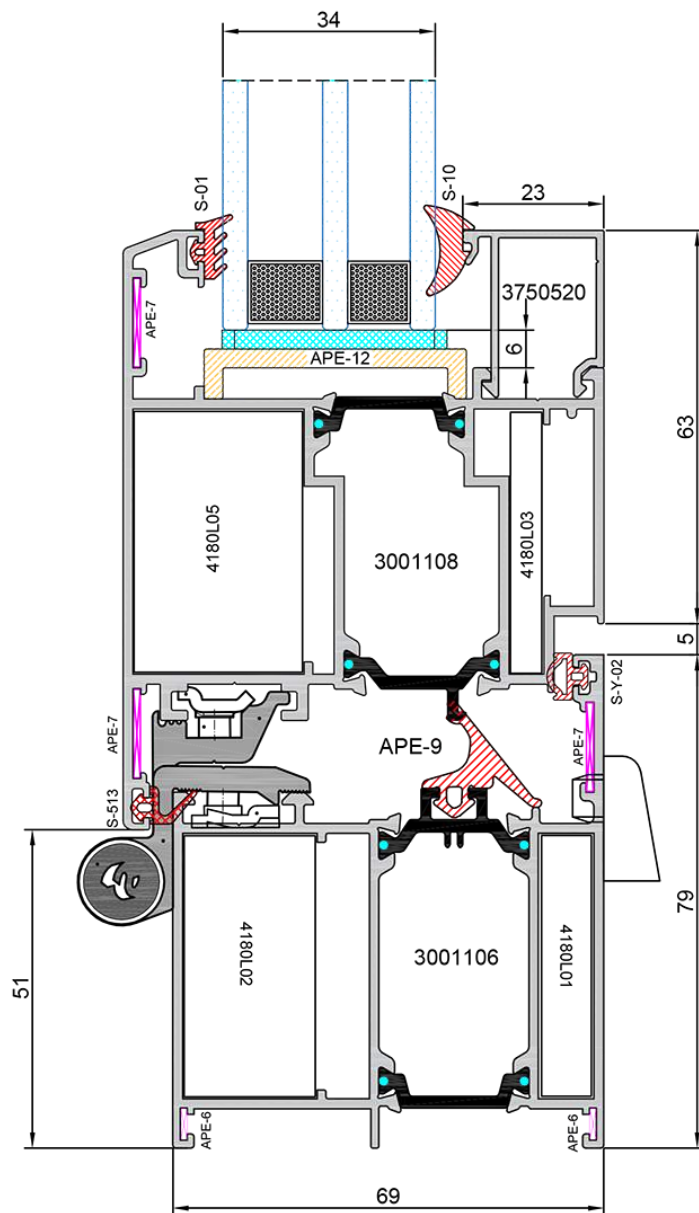 34
S-01
S-10
23
3750520
APE-7
6
APE-12
63
4180L05
3001108
4180L03
5
S-Y-02
APE-7
APE-9
APE-7
S-513
79
51
4180L02
3001106
4180L01
APE-6
APE-6
69